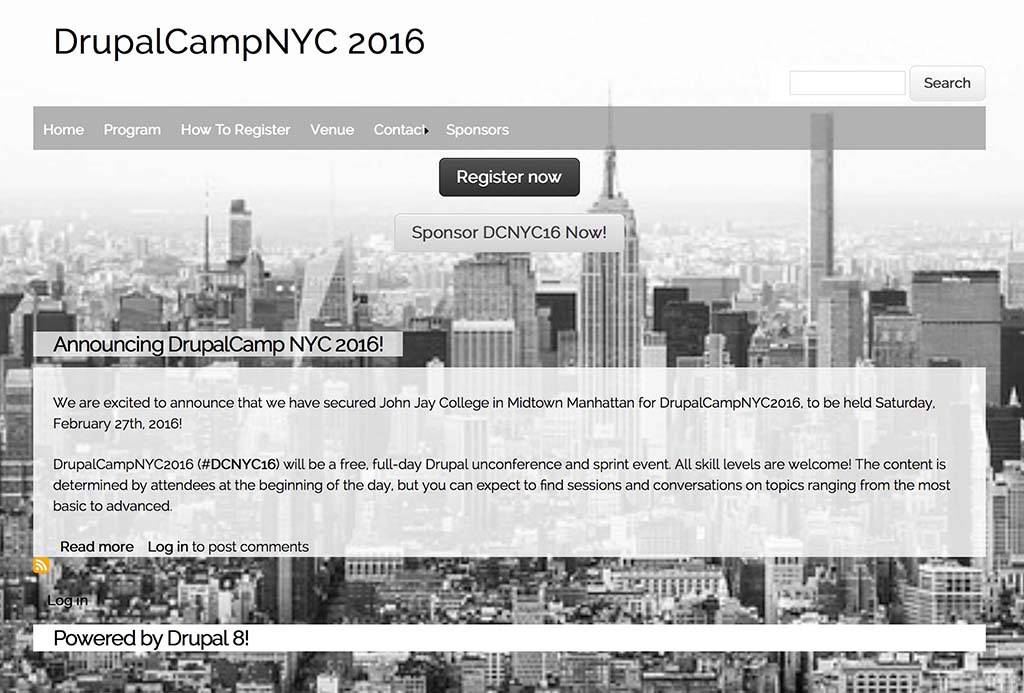 DrupalCampNYC 2016
Search
Home Program How To Register Venue Contact Sponsors
Register now
Sponsor DCNYC16 Now!
Announcing DrupalCamp NYC 2016!
We are excited to announce that we have secured John Jay College in Midtown Manhattan for DrupalCampNYC2016, to be held Saturday,
February 27th, 2016!
DrupalCampNYC2016 (#DCNYC16) will be a free, full-day Drupal unconference and sprint event. All skill levels are welcome! The content is
determined by attendees at the beginning of the day, but you can expect to find sessions and conversations on topics ranging from the most
basic to advanced.
Read more Log in to post comments
Log in
Powered by Drupal 8!